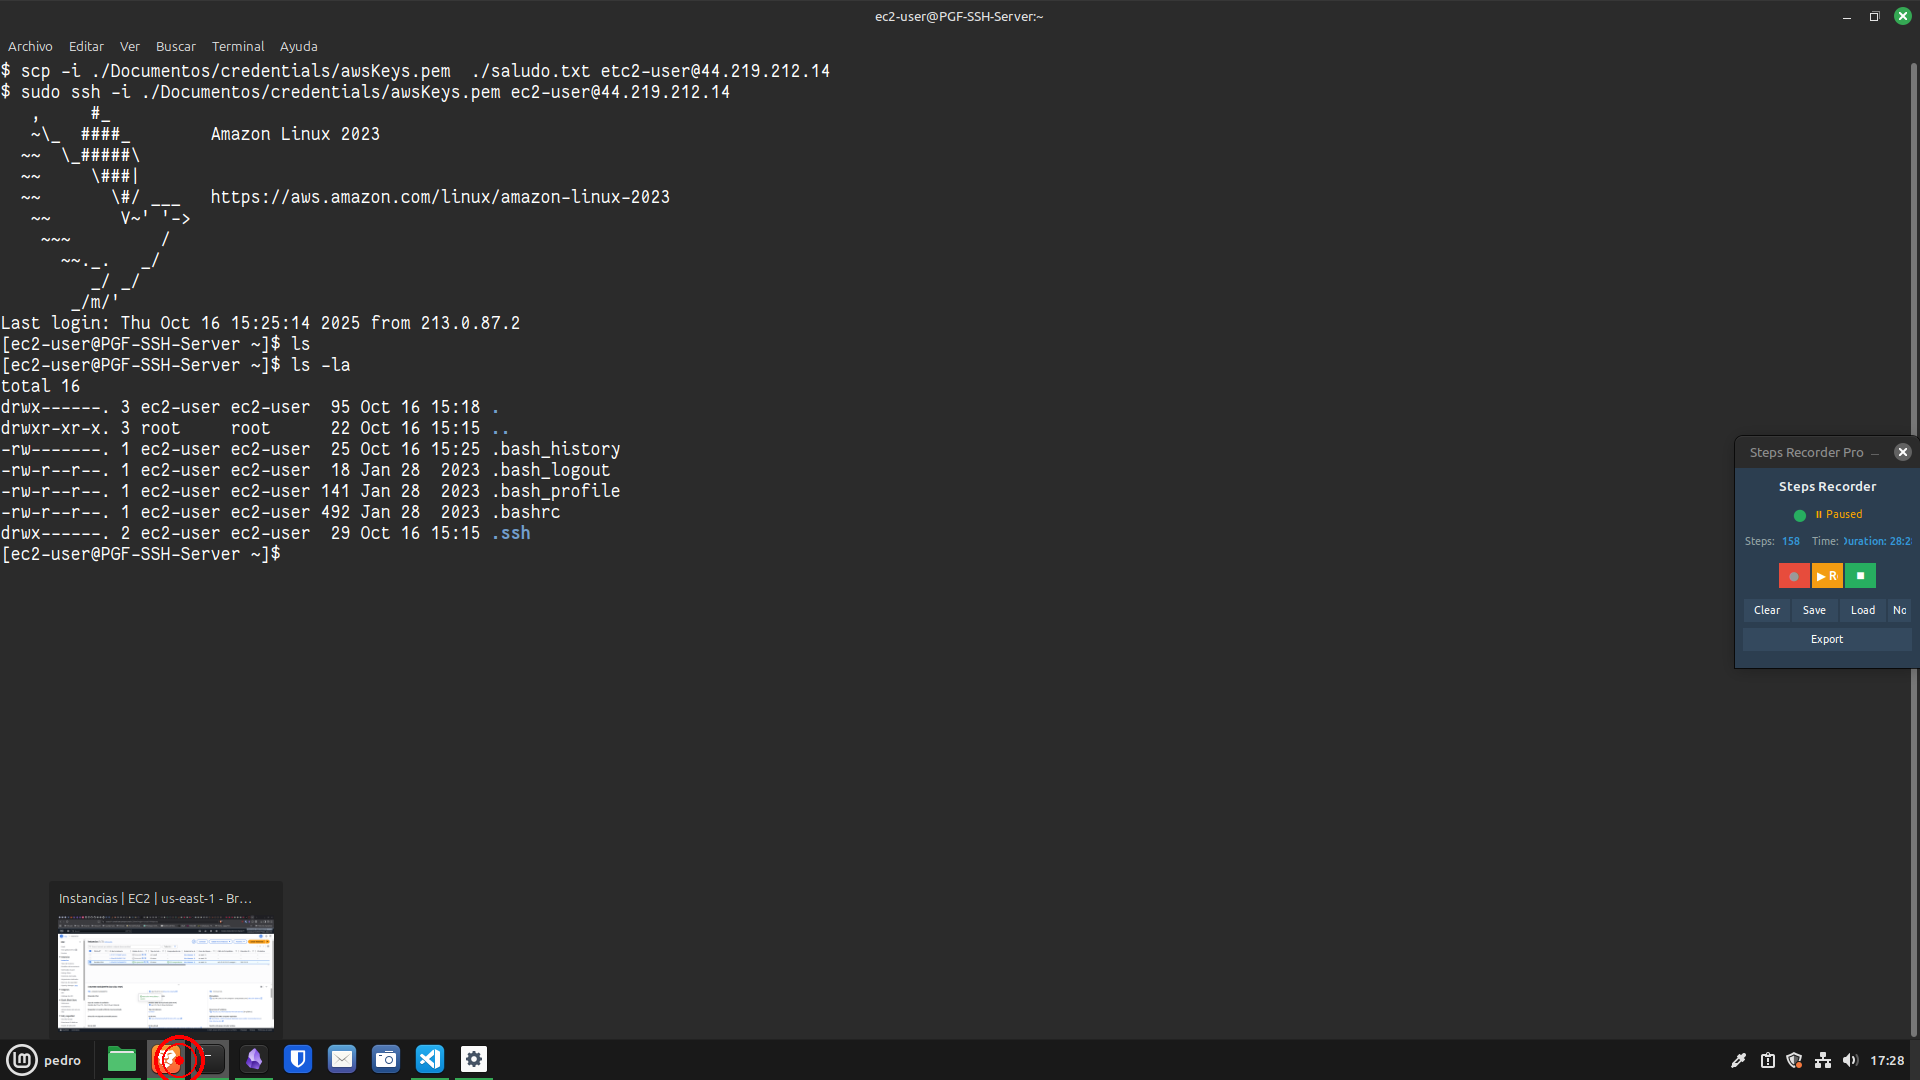 ec2-user@PGF-SSH-Server:~
Archivo Editar Ver Buscar Terminal Ayuda
$ scp -i ./Documentos/credentials/awsKeys.pem  ./saludo.txt etc2-user@44.219.212.14
$ sudo ssh -i ./Documentos/credentials/awsKeys.pem ec2-user@44.219.212.14
   ,     #_
   ~\_  ####_        Amazon Linux 2023
  ~~  \_#####\
  ~~     \###|
  ~~       \#/ ___   https://aws.amazon.com/linux/amazon-linux-2023
   ~~       V~' '->
    ~~~         /
      ~~._.   _/
         _/ _/
       _/m/'
Last login: Thu Oct 16 15:25:14 2025 from 213.0.87.2
[ec2-user@PGF-SSH-Server ~]$ ls
[ec2-user@PGF-SSH-Server ~]$ ls -la
total 16
drwx------. 3 ec2-user ec2-user  95 Oct 16 15:18 .
drwxr-xr-x. 3 root     root      22 Oct 16 15:15 ..
-rw-------. 1 ec2-user ec2-user  25 Oct 16 15:25 .bash_history
-rw-r--r--. 1 ec2-user ec2-user  18 Jan 28  2023 .bash_logout
-rw-r--r--. 1 ec2-user ec2-user 141 Jan 28  2023 .bash_profile
-rw-r--r--. 1 ec2-user ec2-user 492 Jan 28  2023 .bashrc
drwx------. 2 ec2-user ec2-user  29 Oct 16 15:15 .ssh
[ec2-user@PGF-SSH-Server ~]$
Steps Recorder Pro
Steps Recorder
Paused
Steps: 158 Time: Duration: 28:28
R
Clear Save Load No
Export
Instancias | EC2 | us-east-1 - Br…
pedro
17:28